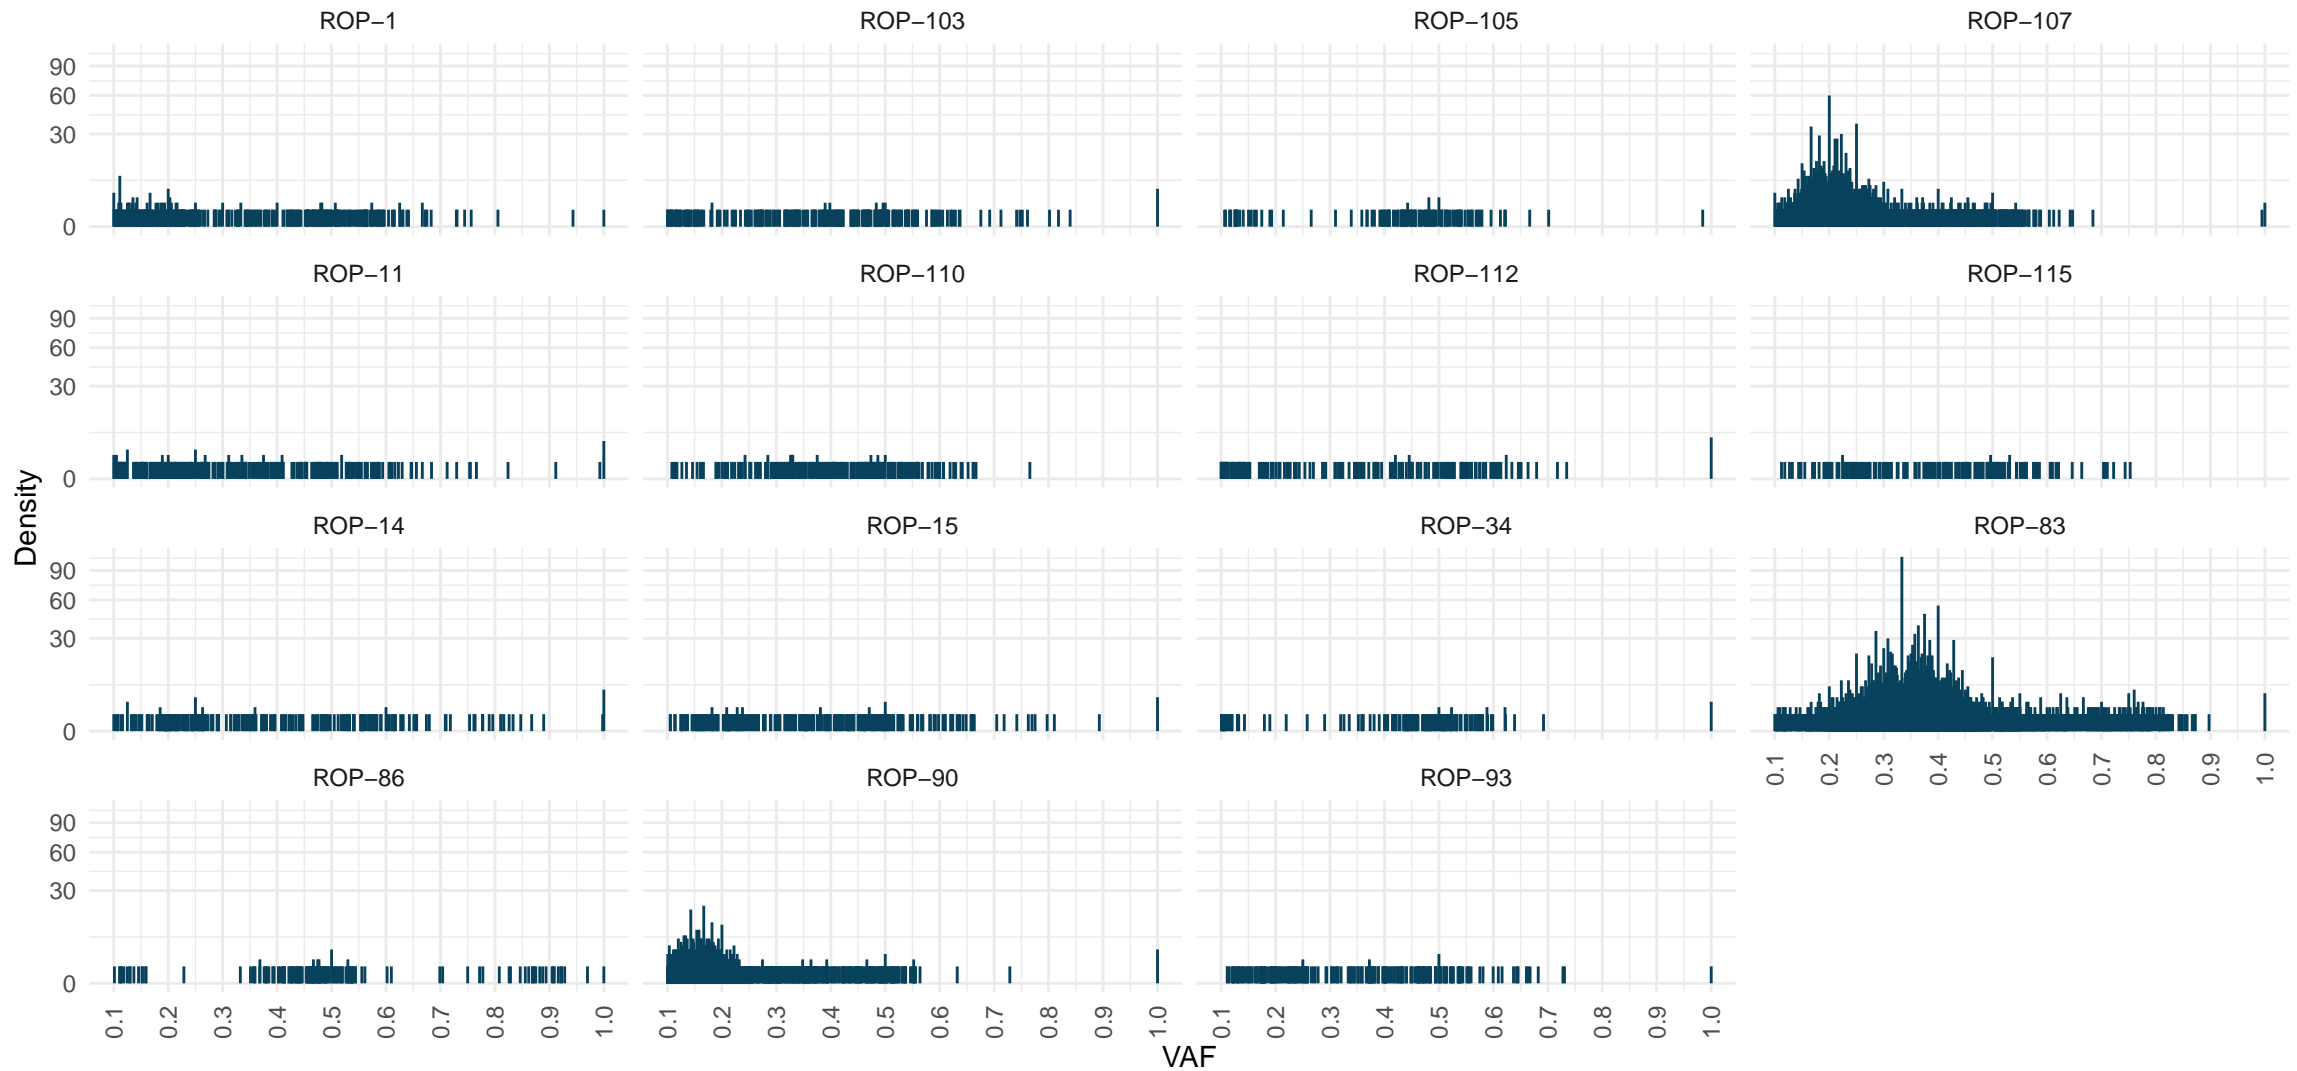 ROP−1 ROP−103 ROP−105 ROP−107
90
60
30
0
ROP−11 ROP−110 ROP−112 ROP−115
90
60
30
0
Density
ROP−14 ROP−15 ROP−34 ROP−83
90
60
30
0
0.1 0.2 0.3 0.4 0.5 0.6 0.7 0.8 0.9 1.0
ROP−86 ROP−90 ROP−93
90
60
30
0
0.1 0.2 0.3 0.4 0.5 0.6 0.7 0.8 0.9 1.0 0.1 0.2 0.3 0.4 0.5 0.6 0.7 0.8 0.9 1.0 0.1 0.2 0.3 0.4 0.5 0.6 0.7 0.8 0.9 1.0
VAF